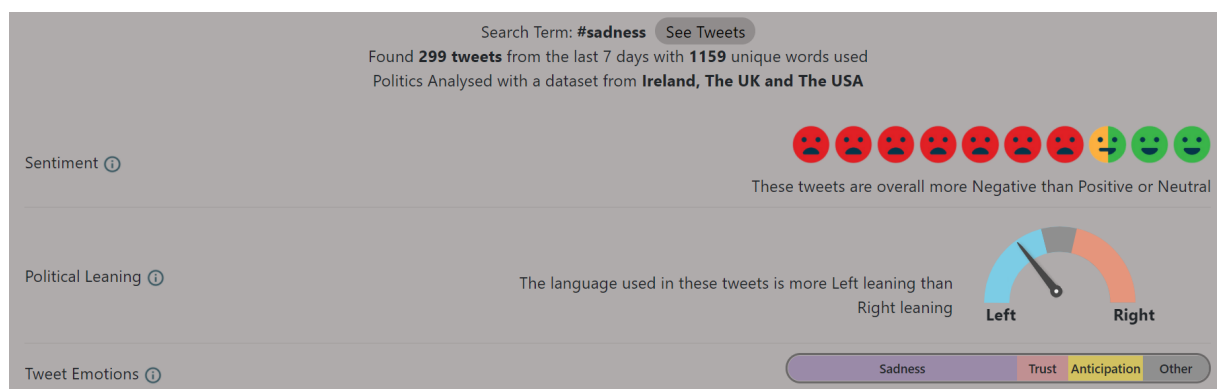 Search Term: #sadness See Tweets
Found 299 tweets from the last 7 days with 1159 unique words used
Politics Analysed with a dataset from Ireland, The UK and The USA
Sentiment
These tweets are overall more Negative than Positive or Neutral
Political Leaning
The language used in these tweets is more Left leaning than
Right leaning
Left Right
Tweet Emotions
Sadness Trust Anticipation Other